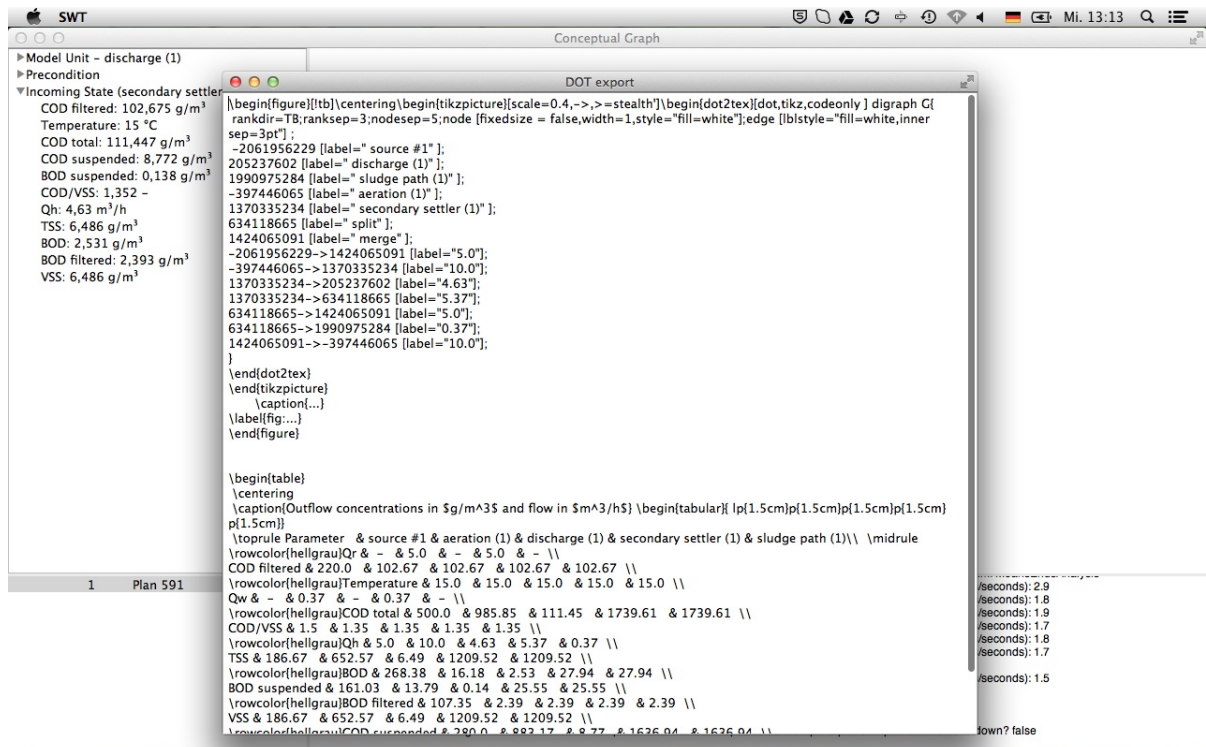 SWT
Mi. 13:13
Conceptual Graph
Model Unit – discharge (1)
Precondition
Incoming State (secondary settler
COD filtered: 102,675 g/m³
Temperature: 15 °C
COD total: 111,447 g/m³
COD suspended: 8,772 g/m³
BOD suspended: 0,138 g/m³
COD/VSS: 1,352 –
Qh: 4,63 m³/h
TSS: 6,486 g/m³
BOD: 2,531 g/m³
BOD filtered: 2,393 g/m³
VSS: 6,486 g/m³
1 Plan 591
DOT export
\begin{figure}[!tb]\centering\begin{tikzpicture}[scale=0.4,->,>=stealth']\begin{dot2tex}[dot,tikz,codeonly ] digraph G{
rankdir=TB;ranksep=3;nodesep=5;node [fixedsize = false,width=1,style="fill=white"];edge [lblstyle="fill=white,inner
sep=3pt"] ;
-2061956229 [label=" source #1" ];
205237602 [label=" discharge (1)" ];
1990975284 [label=" sludge path (1)" ];
-397446065 [label=" aeration (1)" ];
1370335234 [label=" secondary settler (1)" ];
634118665 [label=" split" ];
1424065091 [label=" merge" ];
-2061956229->1424065091 [label="5.0"];
-397446065->1370335234 [label="10.0"];
1370335234->205237602 [label="4.63"];
1370335234->634118665 [label="5.37"];
634118665->1424065091 [label="5.0"];
634118665->1990975284 [label="0.37"];
1424065091->-397446065 [label="10.0"];
}
\end{dot2tex}
\end{tikzpicture}
\caption{...}
\label{fig:...}
\end{figure}
\begin{table}
\centering
\caption{Outflow concentrations in $g/m^3$ and flow in $m^3/h$} \begin{tabular}{ lp{1.5cm}p{1.5cm}p{1.5cm}p{1.5cm}
p{1.5cm}}
\toprule Parameter & source #1 & aeration (1) & discharge (1) & secondary settler (1) & sludge path (1)\\ \midrule
\rowcolor{hellgrau}Qr & – & 5.0 & – & 5.0 & – \\
COD filtered & 220.0 & 102.67 & 102.67 & 102.67 & 102.67 \\
\rowcolor{hellgrau}Temperature & 15.0 & 15.0 & 15.0 & 15.0 & 15.0 \\
Qw & – & 0.37 & – & 0.37 & – \\
\rowcolor{hellgrau}COD total & 500.0 & 985.85 & 111.45 & 1739.61 & 1739.61 \\
COD/VSS & 1.5 & 1.35 & 1.35 & 1.35 & 1.35 \\
\rowcolor{hellgrau}Qh & 5.0 & 10.0 & 4.63 & 5.37 & 0.37 \\
TSS & 186.67 & 652.57 & 6.49 & 1209.52 & 1209.52 \\
\rowcolor{hellgrau}BOD & 268.38 & 16.18 & 2.53 & 27.94 & 27.94 \\
BOD suspended & 161.03 & 13.79 & 0.14 & 25.55 & 25.55 \\
\rowcolor{hellgrau}BOD filtered & 107.35 & 2.39 & 2.39 & 2.39 & 2.39 \\
VSS & 186.67 & 652.57 & 6.49 & 1209.52 & 1209.52 \\
\rowcolor{hellgrau}COD suspended & 280.0 & 883.17 & 8.77 & 1636.94 & 1636.94 \\
/seconds): 2.9
/seconds): 1.8
/seconds): 1.9
/seconds): 1.7
/seconds): 1.8
/seconds): 1.7
/seconds): 1.5
down? false